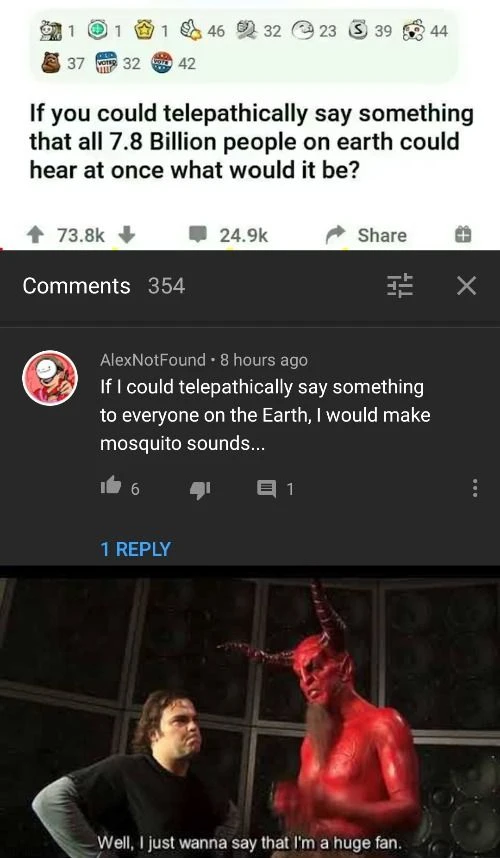 1 1 1 46 32 23 S 39 44
37 VOTED 32 VOTE 42
If you could telepathically say something
that all 7.8 Billion people on earth could
hear at once what would it be?
73.8k 24.9k Share
Comments 354
AlexNotFound • 8 hours ago
If I could telepathically say something
to everyone on the Earth, I would make
mosquito sounds...
6 1
1 REPLY
Well, I just wanna say that I'm a huge fan.